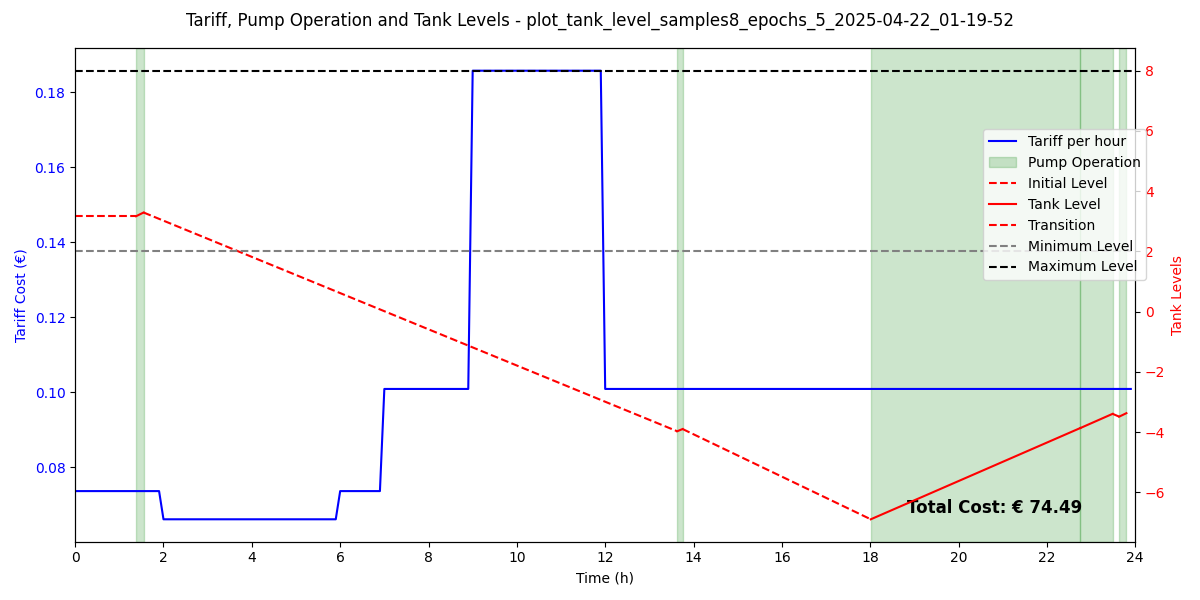 Tariff, Pump Operation and Tank Levels - plot_tank_level_samples8_epochs_5_2025-04-22_01-19-52
Tariff Cost (€)
0.18
0.16
0.14
0.12
0.10
0.08
8
6
4
2
0
−2
−4
−6
Tank Levels
Tariff per hour
Pump Operation
Initial Level
Tank Level
Transition
Minimum Level
Maximum Level
Total Cost: € 74.49
0 2 4 6 8 10 12 14 16 18 20 22 24
Time (h)